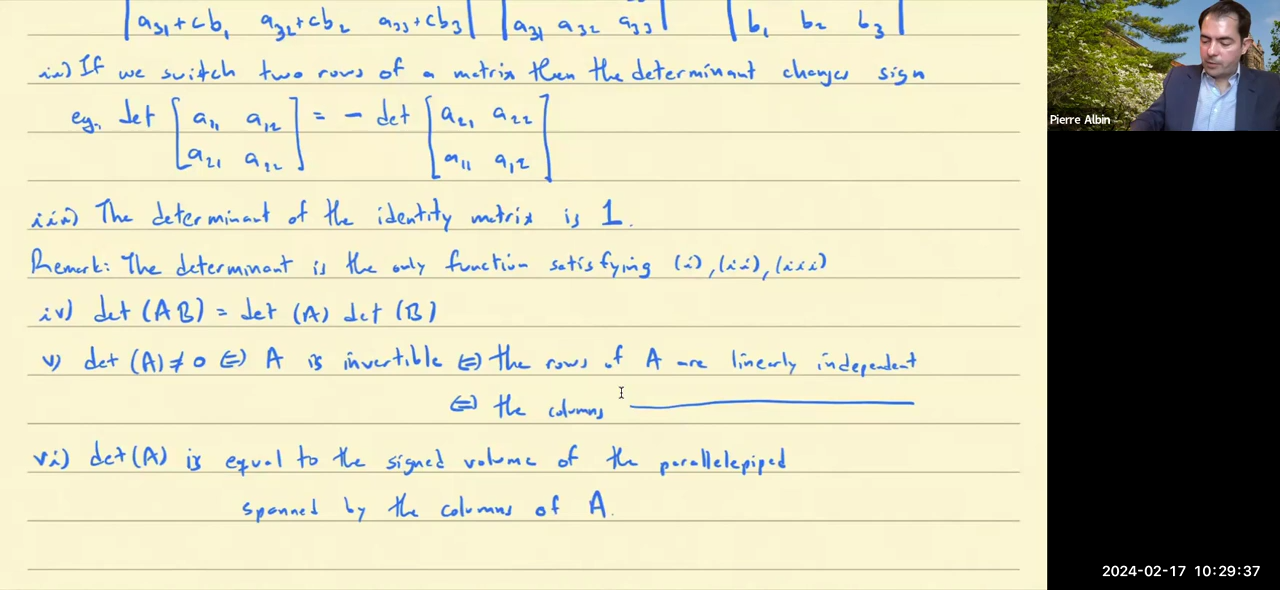 | a31+cb1 a32+cb2 a33+cb3 | | a31 a32 a33 | | b1 b2 b3 |
ii) If we switch two rows of a matrix then the determinant changes sign
eg. det [ a11 a12 ] = - det [ a21 a22 ]
[ a21 a22 ] [ a11 a12 ]
iii) The determinant of the identity matrix is 1.
Remark: The determinant is the only function satisfying (i), (ii), (iii)
iv) det (AB) = det (A) det (B)
v) det (A) ≠ 0 ⇔ A is invertible ⇔ the rows of A are linearly independent
⇔ the columns ————————
vi) det (A) is equal to the signed volume of the parallelepiped
spanned by the columns of A.
Pierre Albin
2024-02-17 10:29:37